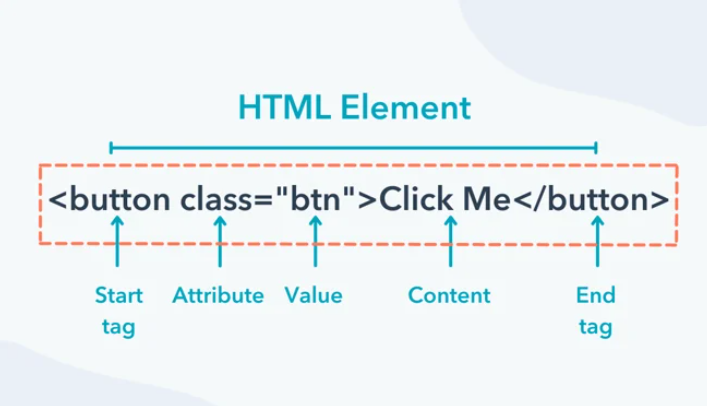 HTML Element
<button class="btn">Click Me</button>
Start tag
Attribute
Value
Content
End tag